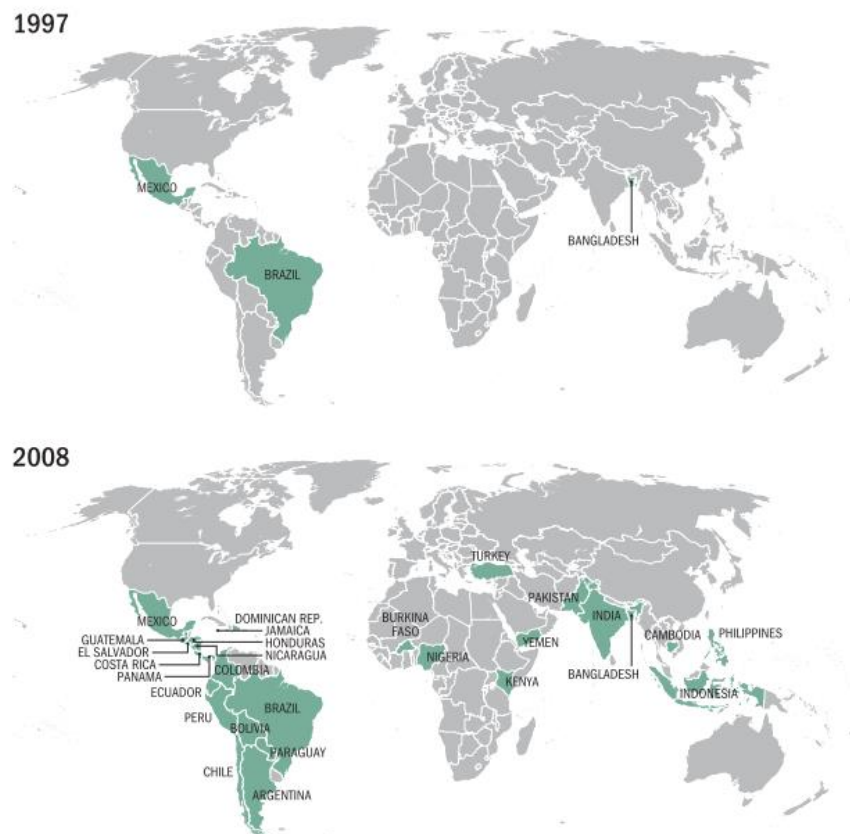 1997
MEXICO
BRAZIL
BANGLADESH
2008
TURKEY
PAKISTAN
INDIA
MEXICO
DOMINICAN REP.
JAMAICA
BURKINA
FASO
GUATEMALA
HONDURAS
EL SALVADOR
NICARAGUA
COSTA RICA
PANAMA
COLOMBIA
NIGERIA
YEMEN
CAMBODIA
PHILIPPINES
BANGLADESH
KENYA
ECUADOR
INDONESIA
PERU
BRAZIL
BOLIVIA
PARAGUAY
CHILE
ARGENTINA